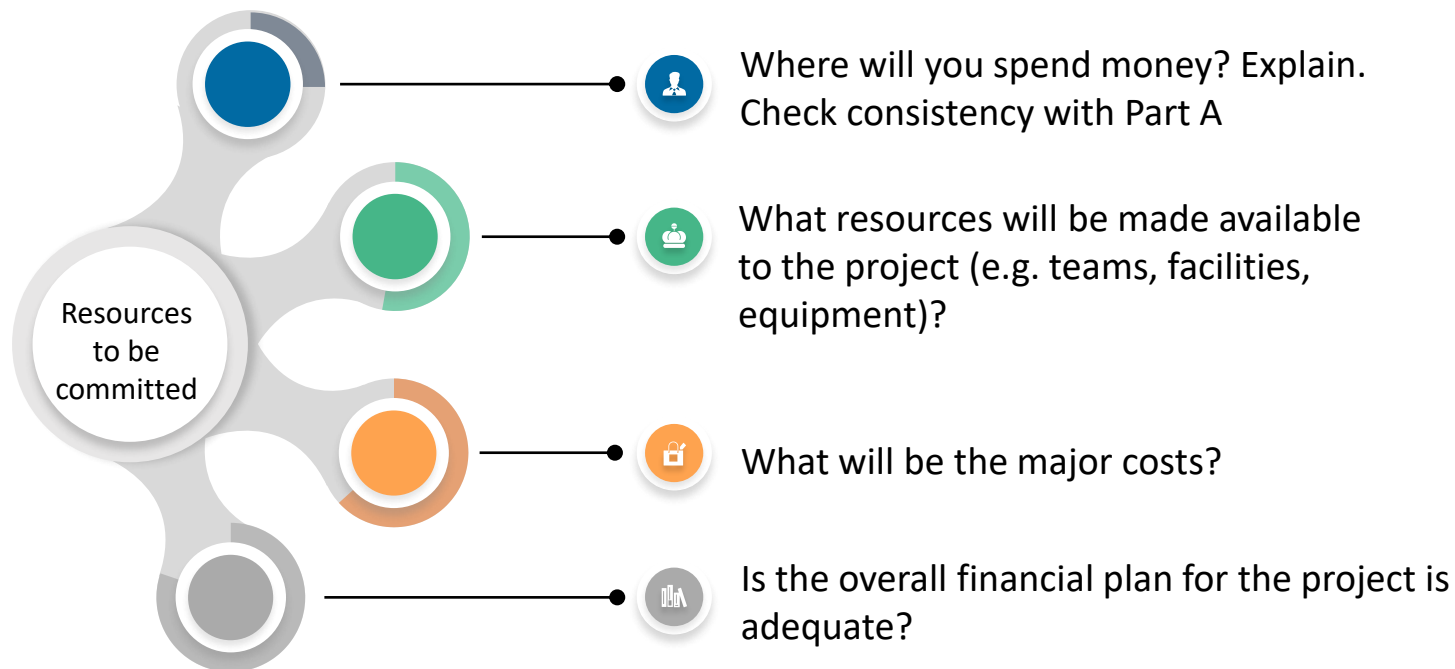 Where will you spend money? Explain.
Check consistency with Part A
What resources will be made available
to the project (e.g. teams, facilities,
equipment)?
Resources
to be
committed
What will be the major costs?
Is the overall financial plan for the project is
adequate?